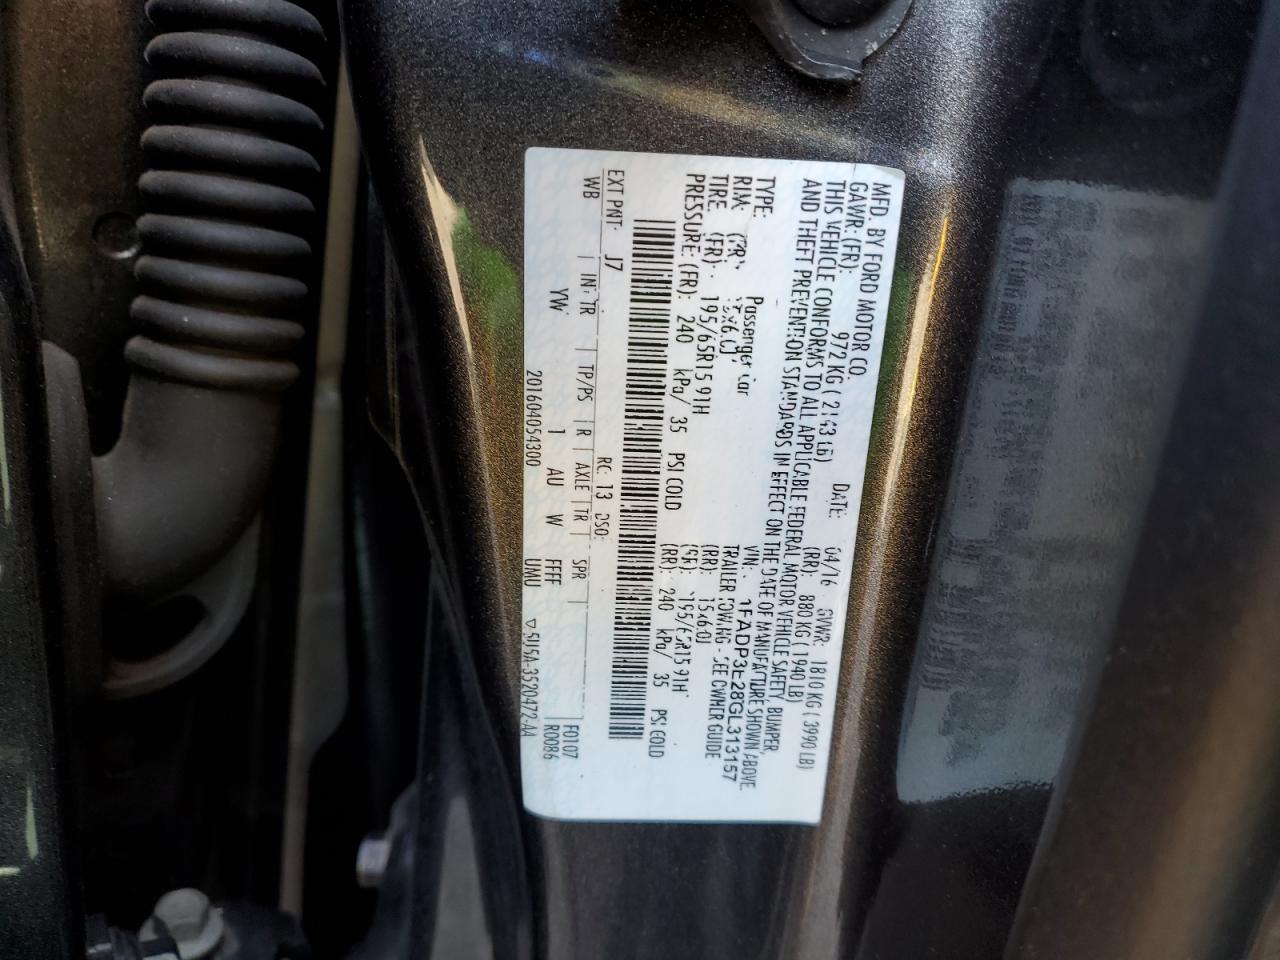 MFD. BY FORD MOTOR CO. DATE: 04/16 GVWR: 1810 KG ( 3990 LB)
GAWR: (FR): 972 KG ( 2143 LB) (RR): 880 KG ( 1940 LB)
THIS VEHICLE CONFORMS TO ALL APPLICABLE FEDERAL MOTOR VEHICLE SAFETY, BUMPER,
AND THEFT PREVENTION STANDARDS IN EFFECT ON THE DATE OF MANUFACTURE SHOWN ABOVE
VIN: 1FADP3E28GL313157
TYPE: Passenger Car TRAILER TOWING - SEE OWNER GUIDE
RIM: (FR): 15x6.0J (RR): 15x6.0J
TIRE: (FR): 195/65R15 91H (RR): 195/65R15 91H
PRESSURE: (FR): 240 kPa/ 35 PSI COLD (RR): 240 kPa/ 35 PSI COLD
RC: 13 DSO: F0107
EXT PNT: J7 R0086
WB | INT TR | TP/PS | R | AXLE | TR | SPR
YW 1 AU W FFFF
201604054300 UMU ▽5U5A-3520472-AA